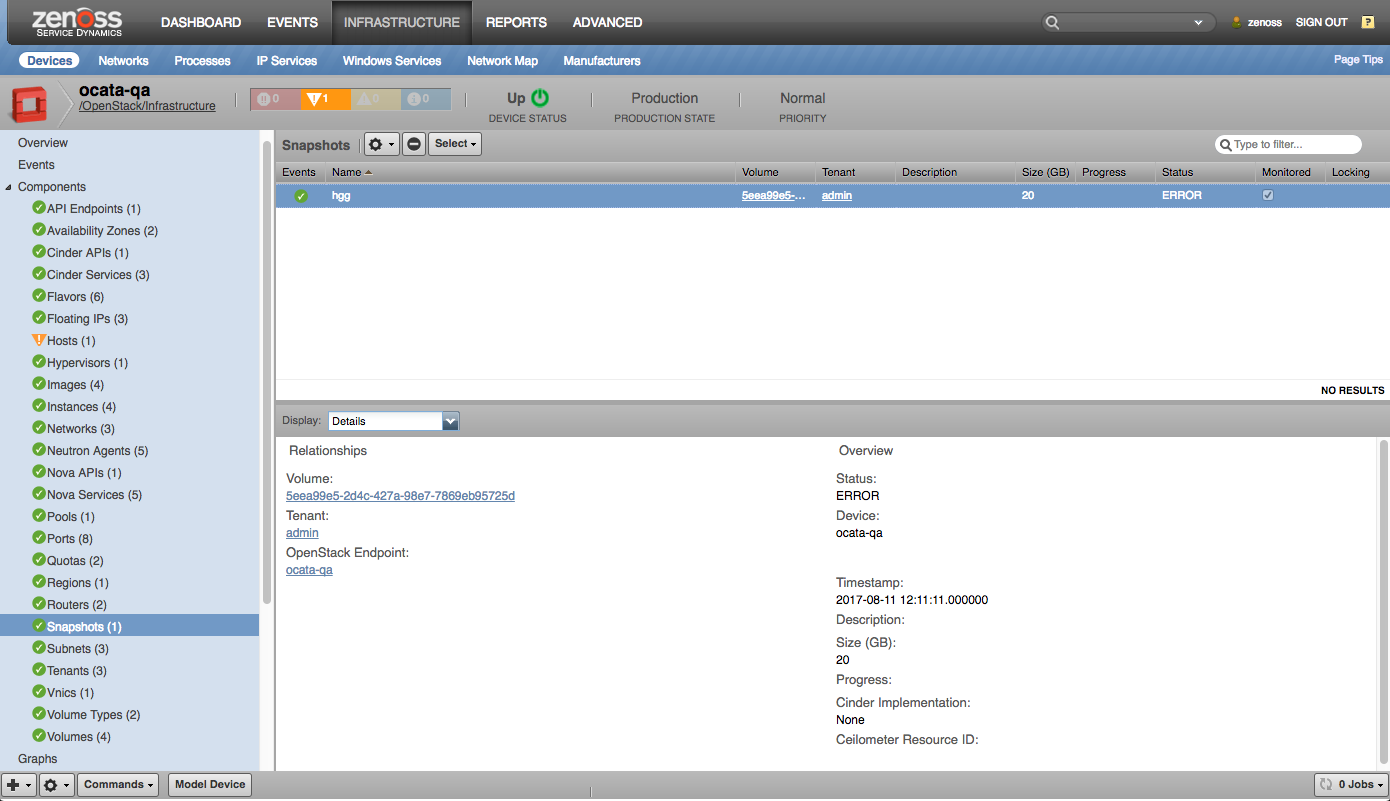 zenoss
SERVICE DYNAMICS
DASHBOARD EVENTS INFRASTRUCTURE REPORTS ADVANCED
zenoss SIGN OUT ?
Devices Networks Processes IP Services Windows Services Network Map Manufacturers Page Tips
ocata-qa
/OpenStack/Infrastructure
0 1 0 0
Up
DEVICE STATUS
Production
PRODUCTION STATE
Normal
PRIORITY
Overview
Events
Components
API Endpoints (1)
Availability Zones (2)
Cinder APIs (1)
Cinder Services (3)
Flavors (6)
Floating IPs (3)
Hosts (1)
Hypervisors (1)
Images (4)
Instances (4)
Networks (3)
Neutron Agents (5)
Nova APIs (1)
Nova Services (5)
Pools (1)
Ports (8)
Quotas (2)
Regions (1)
Routers (2)
Snapshots (1)
Subnets (3)
Tenants (3)
Vnics (1)
Volume Types (2)
Volumes (4)
Graphs
Snapshots Select Type to filter...
Events Name Volume Tenant Description Size (GB) Progress Status Monitored Locking
hgg 5eea99e5-... admin 20 ERROR
NO RESULTS
Display: Details
Relationships
Volume:
5eea99e5-2d4c-427a-98e7-7869eb95725d
Tenant:
admin
OpenStack Endpoint:
ocata-qa
Overview
Status:
ERROR
Device:
ocata-qa
Timestamp:
2017-08-11 12:11:11.000000
Description:
Size (GB):
20
Progress:
Cinder Implementation:
None
Ceilometer Resource ID:
Commands Model Device 0 Jobs